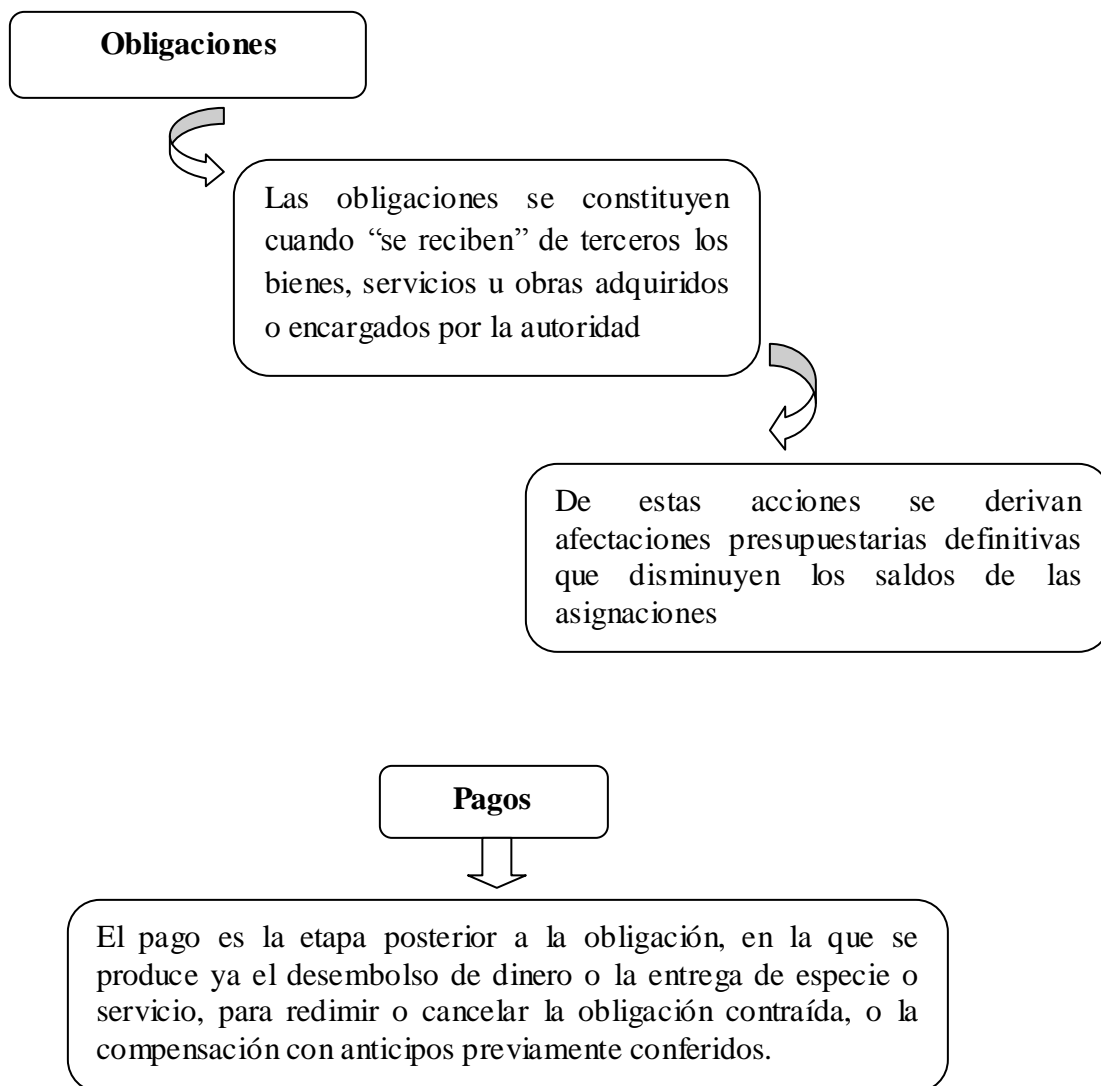 Obligaciones
Las obligaciones se constituyen
cuando “se reciben” de terceros los
bienes, servicios u obras adquiridos
o encargados por la autoridad
De estas acciones se derivan
afectaciones presupuestarias definitivas
que disminuyen los saldos de las
asignaciones
Pagos
El pago es la etapa posterior a la obligación, en la que se
produce ya el desembolso de dinero o la entrega de especie o
servicio, para redimir o cancelar la obligación contraída, o la
compensación con anticipos previamente conferidos.